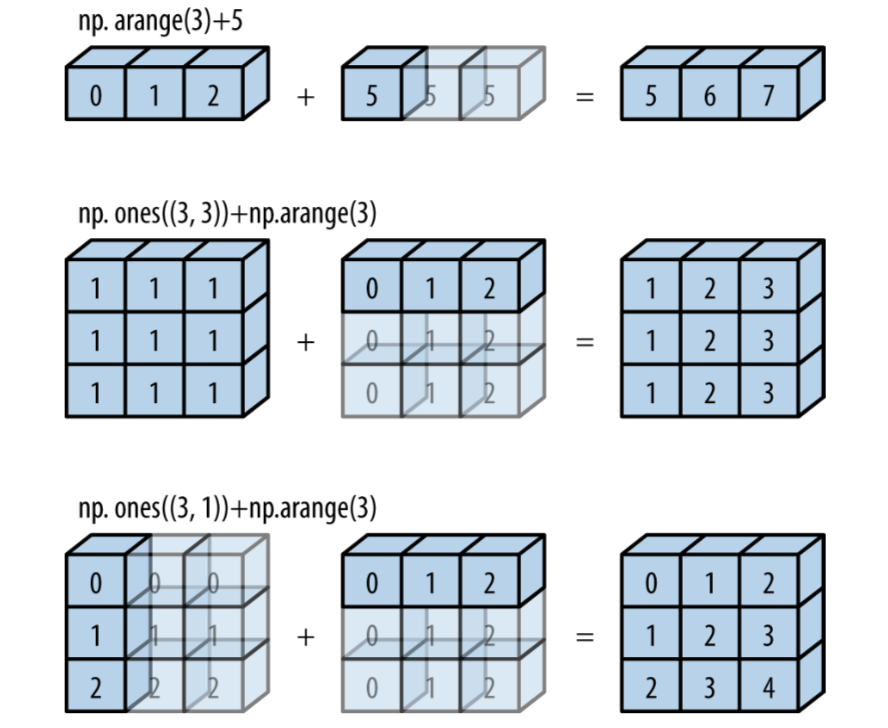 np. arange(3)+5
0 1 2 + 5 5 5 = 5 6 7
np. ones((3, 3))+np.arange(3)
1 1 1 0 1 2 1 2 3
1 1 1 + 0 1 2 = 1 2 3
1 1 1 0 1 2 1 2 3
np. ones((3, 1))+np.arange(3)
0 0 0 0 1 2 0 1 2
1 1 1 + 0 1 2 = 1 2 3
2 2 2 0 1 2 2 3 4